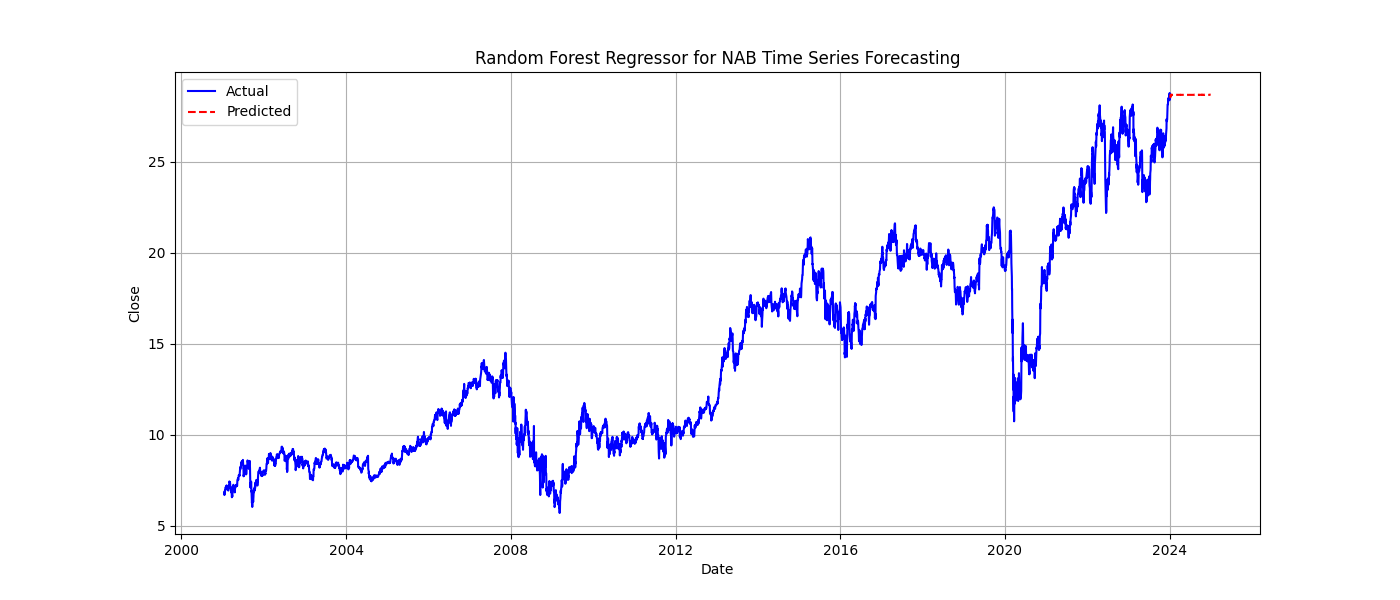 Random Forest Regressor for NAB Time Series Forecasting
Actual
Predicted
Close
25
20
15
10
5
2000 2004 2008 2012 2016 2020 2024
Date